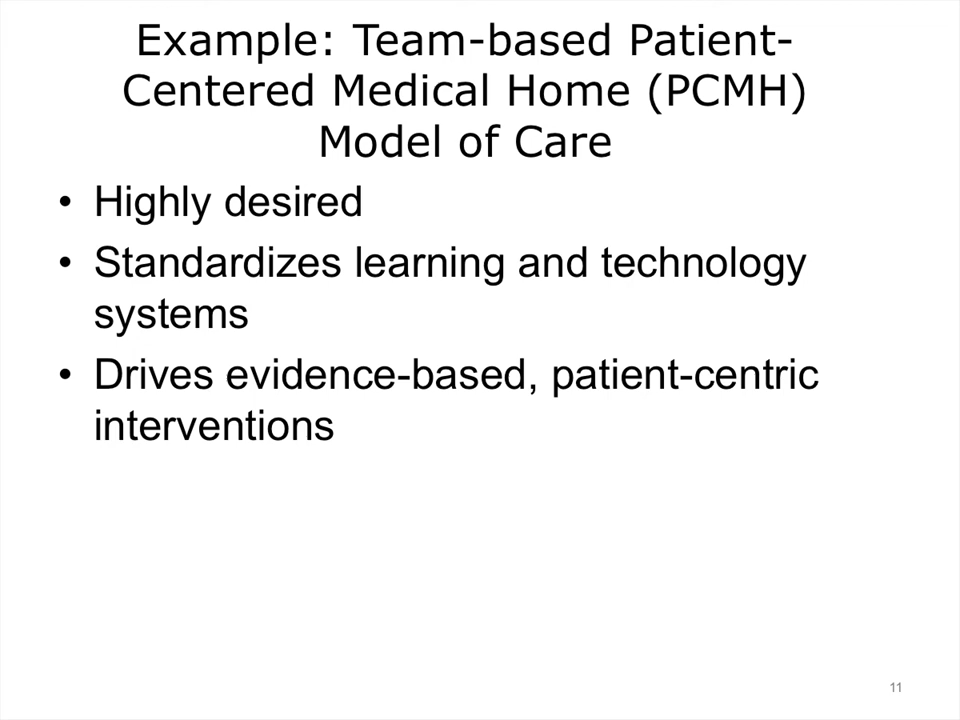 Example: Team-based Patient-
Centered Medical Home (PCMH)
Model of Care
• Highly desired
• Standardizes learning and technology
systems
• Drives evidence-based, patient-centric
interventions
11